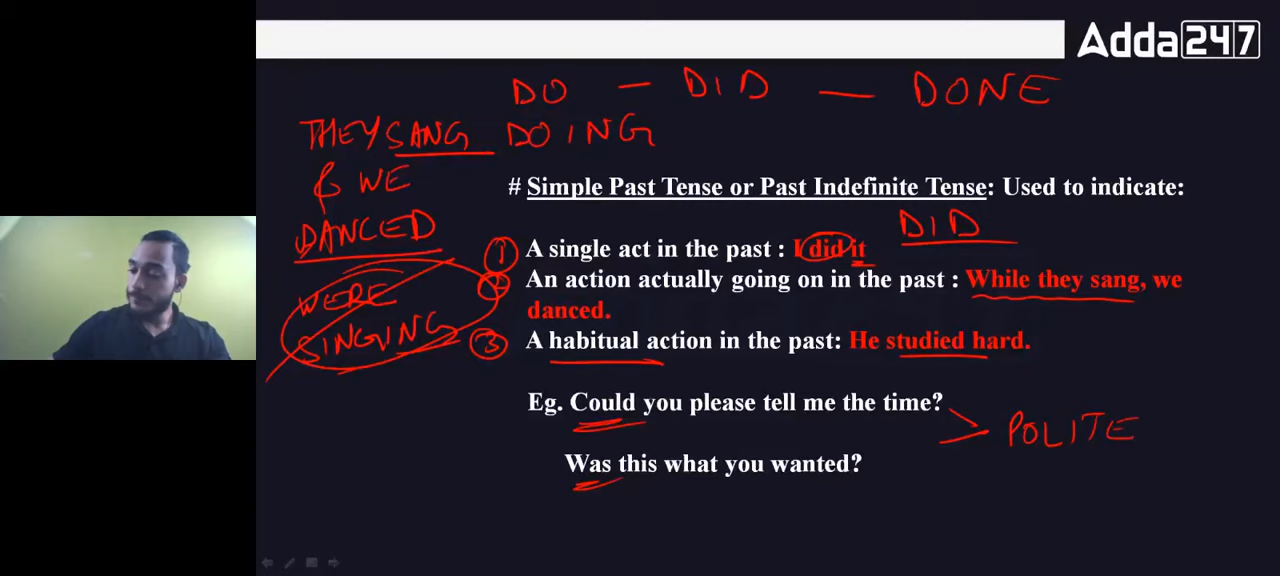 Adda247
DO — DID — DONE
THEY SANG DOING
& WE
DANCED
WERE
SINGING
# Simple Past Tense or Past Indefinite Tense: Used to indicate:
DID
1 A single act in the past : I did it
2 An action actually going on in the past : While they sang, we
danced.
3 A habitual action in the past: He studied hard.
Eg. Could you please tell me the time?
POLITE
Was this what you wanted?